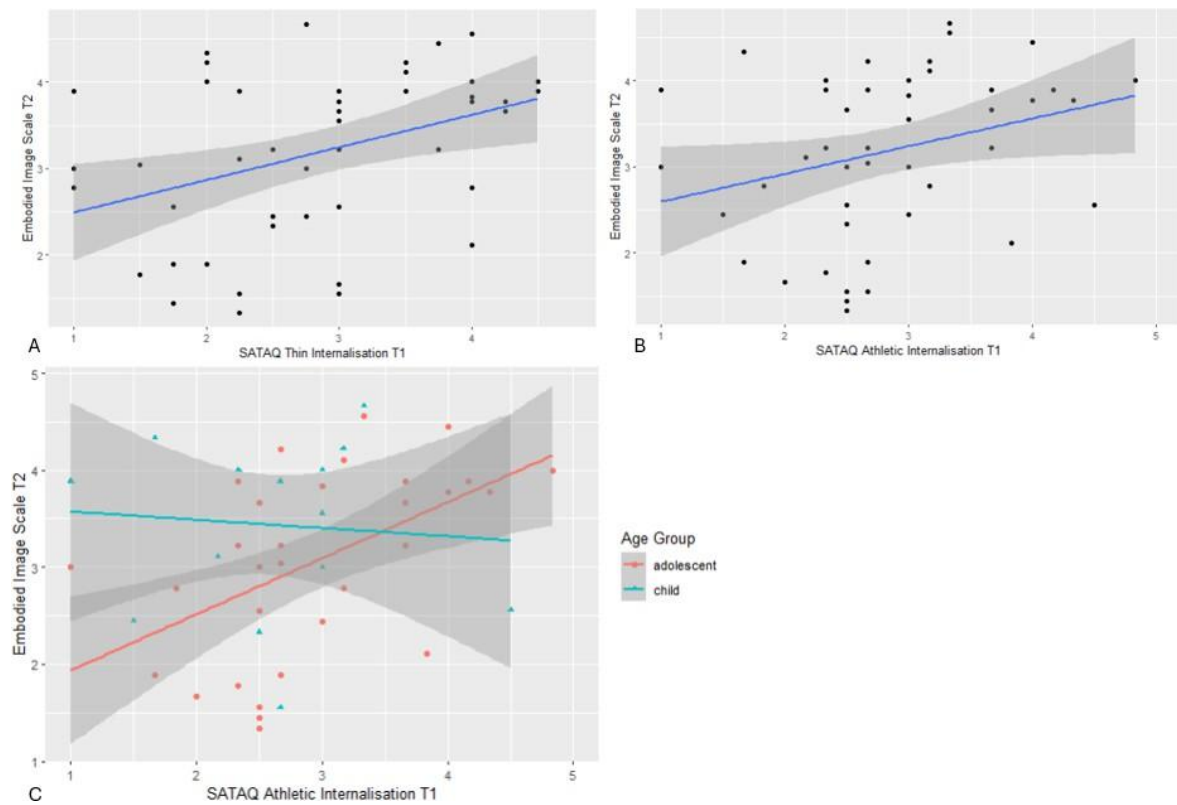 4
3
2
Embodied Image Scale T2
1
2
3
4
SATAQ Thin Internalisation T1
A
4
3
2
Embodied Image Scale T2
1
2
3
4
5
SATAQ Athletic Internalisation T1
B
5
4
3
2
1
Embodied Image Scale T2
1
2
3
4
5
SATAQ Athletic Internalisation T1
C
Age Group
adolescent
child